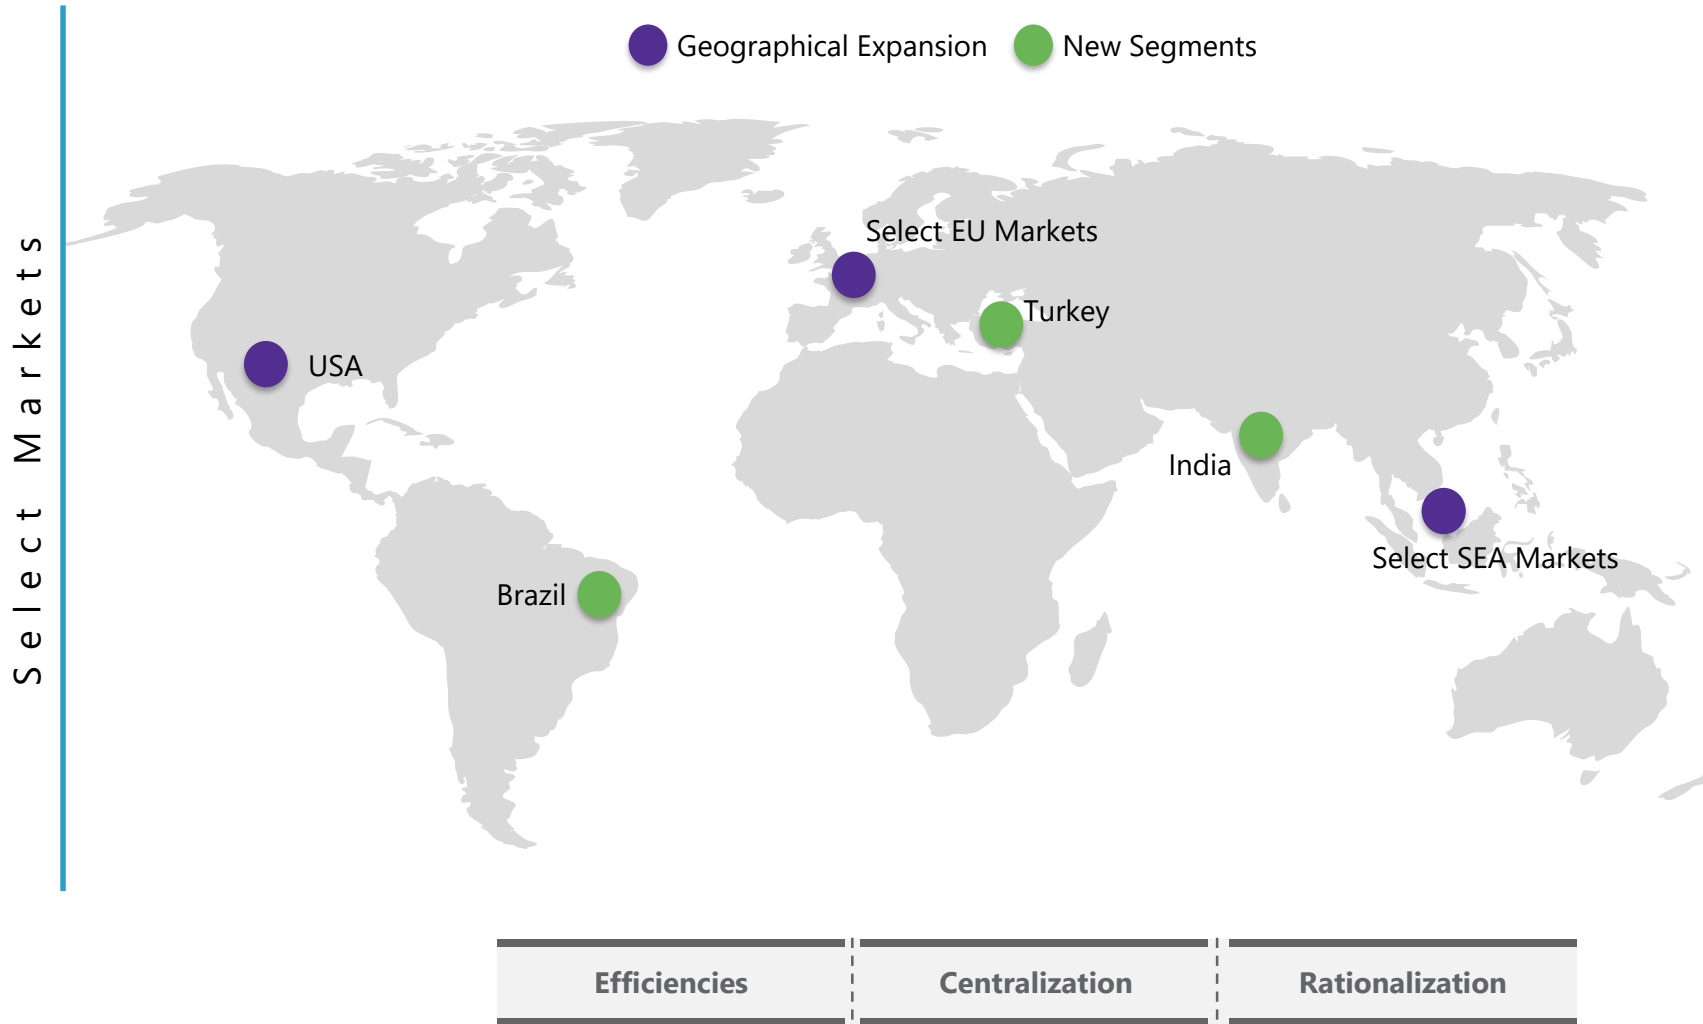 Geographical Expansion
New Segments
Select Markets
Select EU Markets
Turkey
USA
India
Select SEA Markets
Brazil
Efficiencies
Centralization
Rationalization